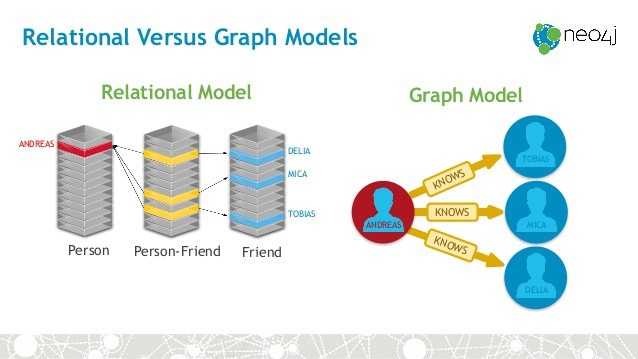 Relational Versus Graph Models
neo4j
Relational Model
ANDREAS
DELIA
MICA
TOBIAS
Person
Person-Friend
Friend
Graph Model
TOBIAS
KNOWS
ANDREAS
KNOWS
MICA
KNOWS
DELIA